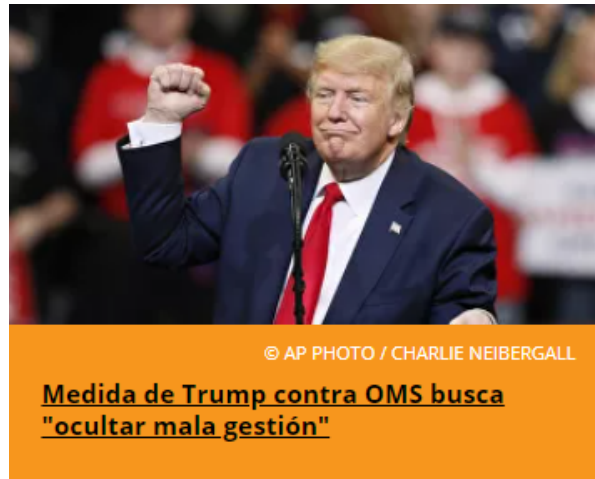 © AP PHOTO / CHARLIE NEIBERGALL
Medida de Trump contra OMS busca
"ocultar mala gestión"